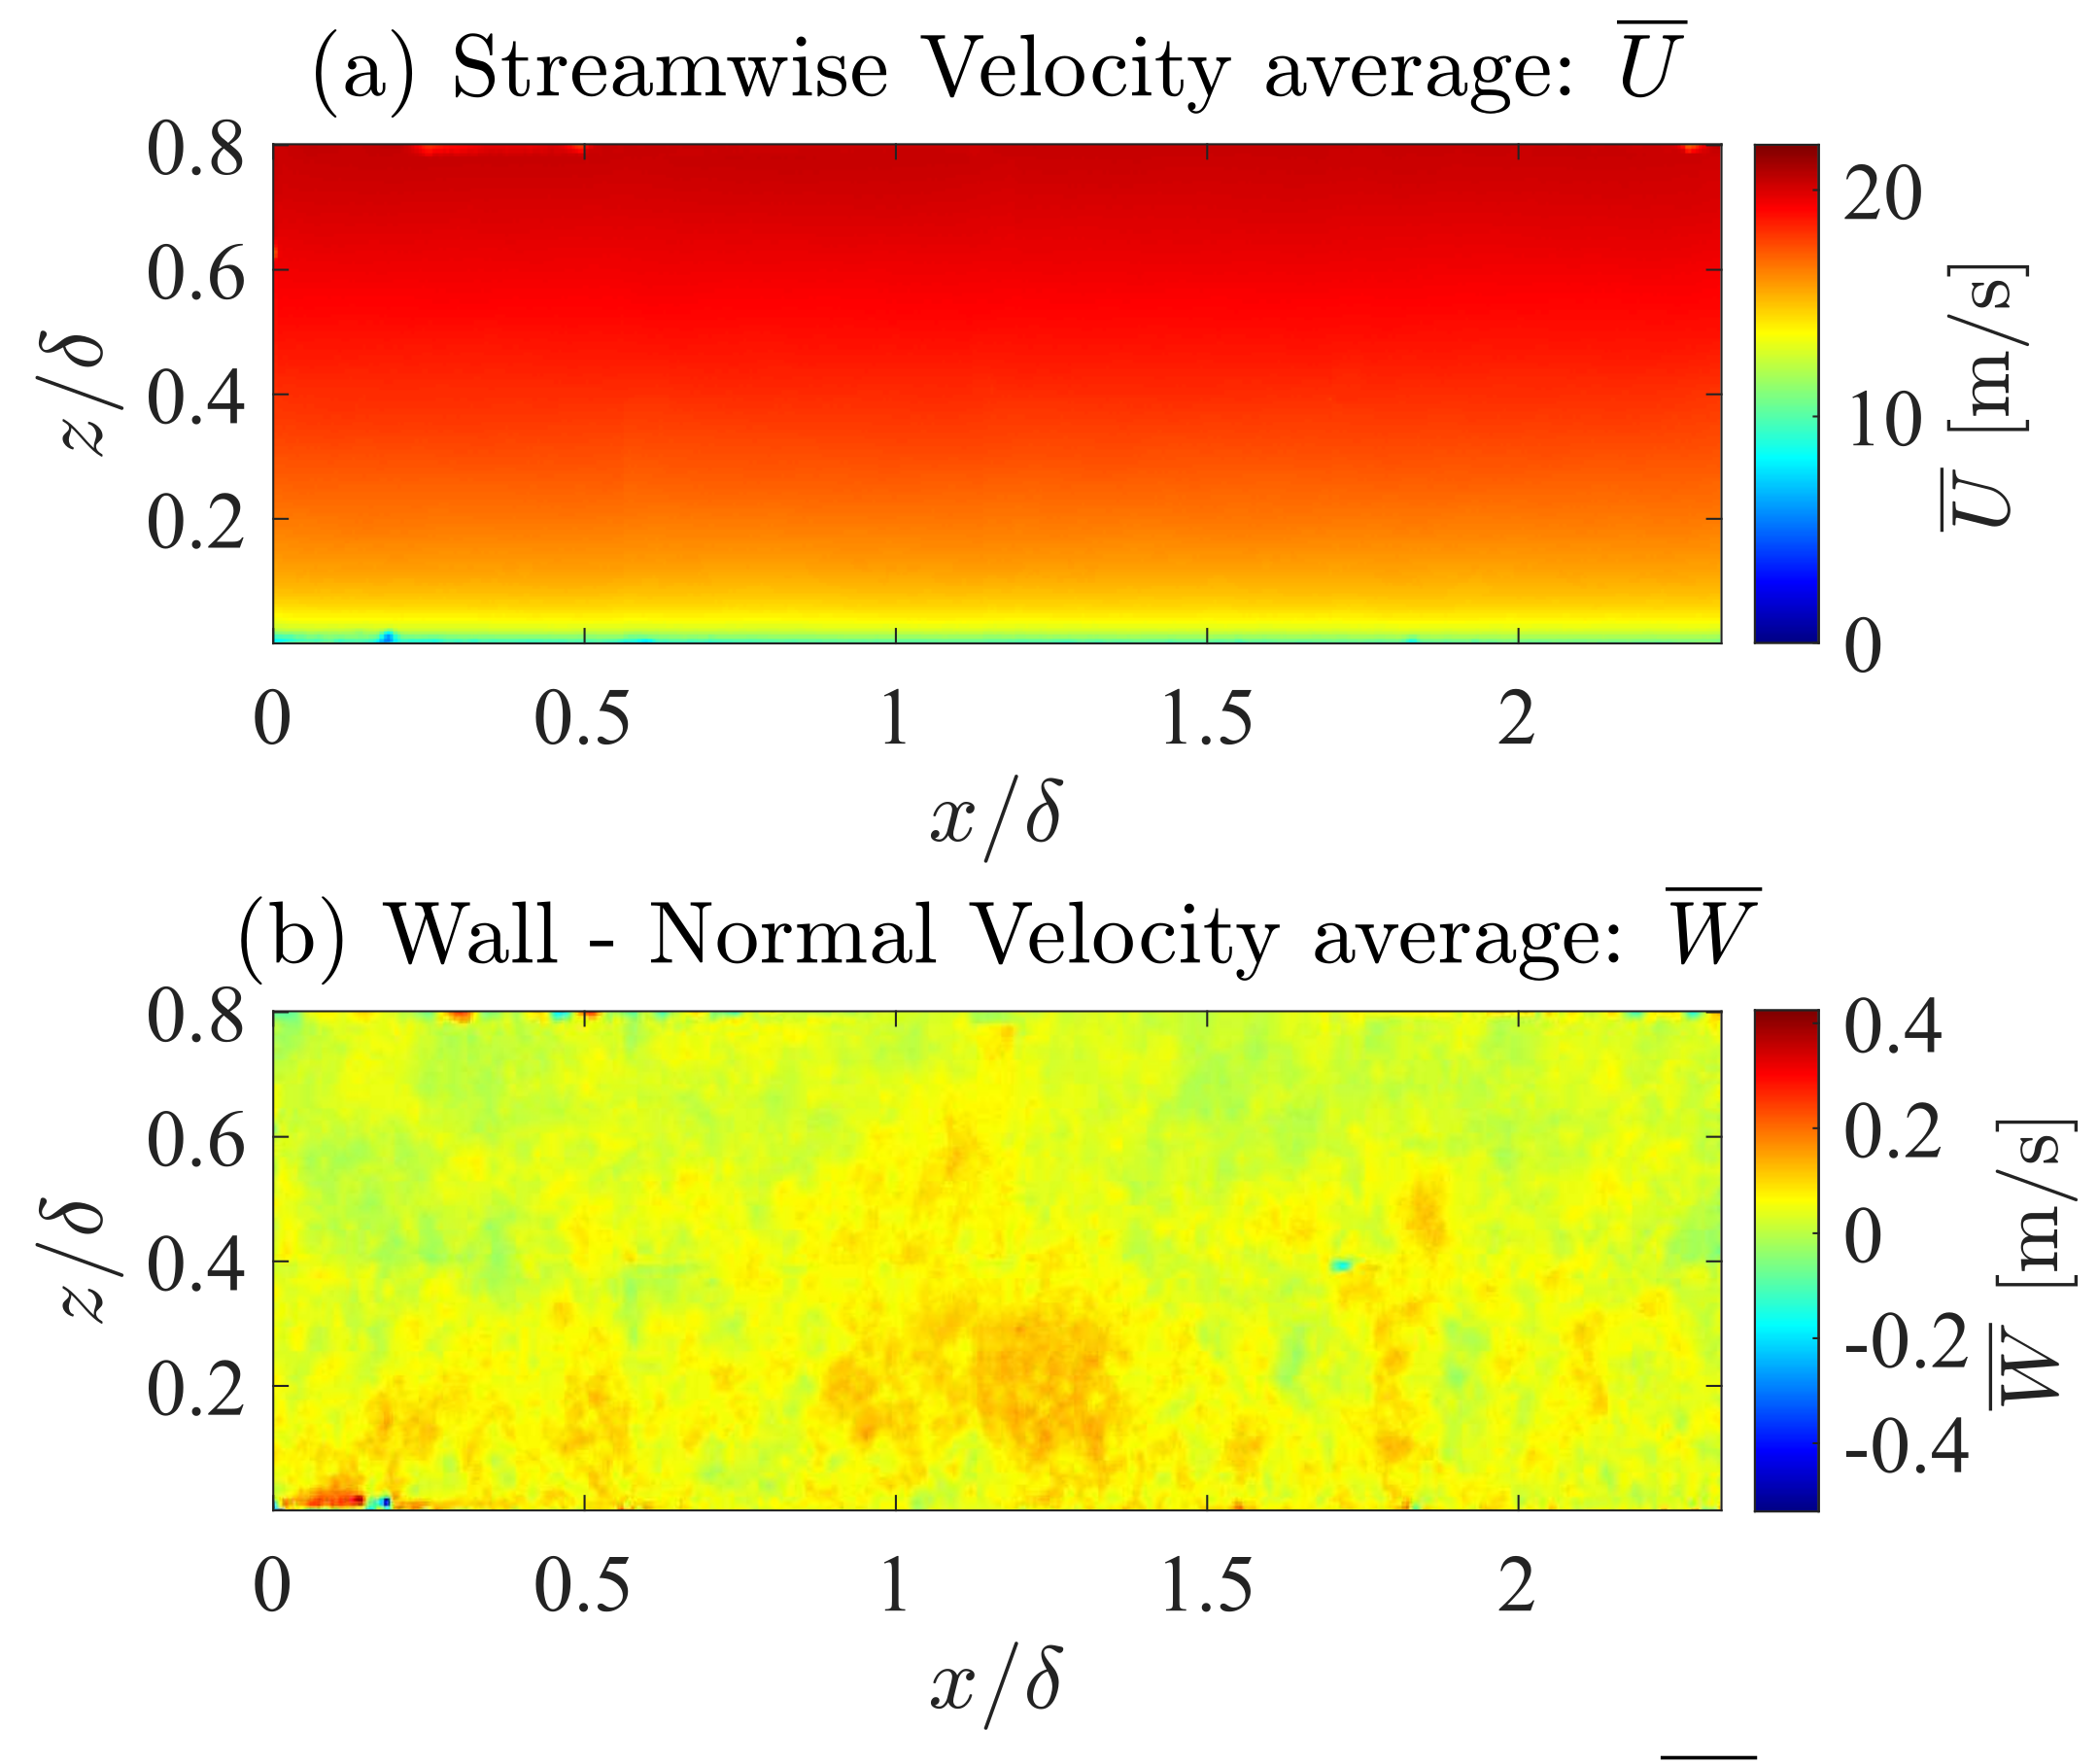 (a) Streamwise Velocity average: U̅
0.8
0.6
0.4
0.2
z/δ
0 0.5 1 1.5 2
x/δ
20
10
0
U̅ [m/s]
(b) Wall - Normal Velocity average: W̅
0.8
0.6
0.4
0.2
z/δ
0 0.5 1 1.5 2
x/δ
0.4
0.2
0
-0.2
-0.4
W̅ [m/s]